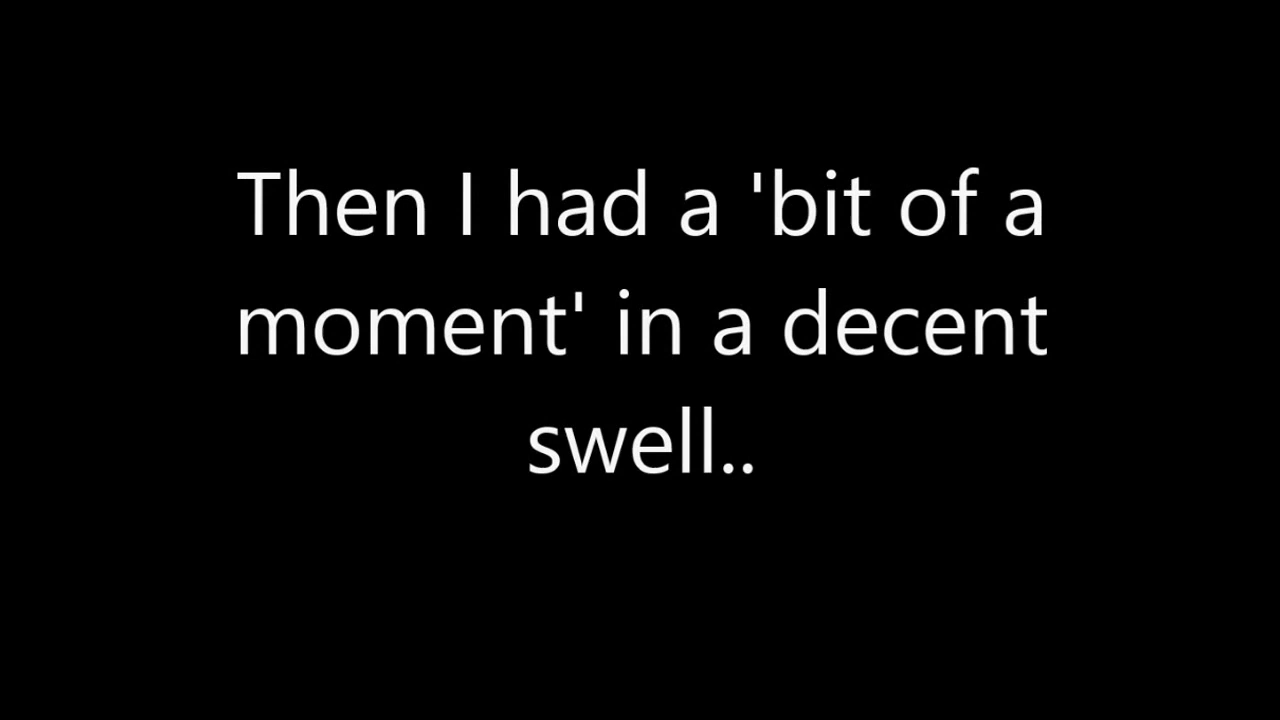 Then I had a 'bit of a
moment' in a decent
swell..